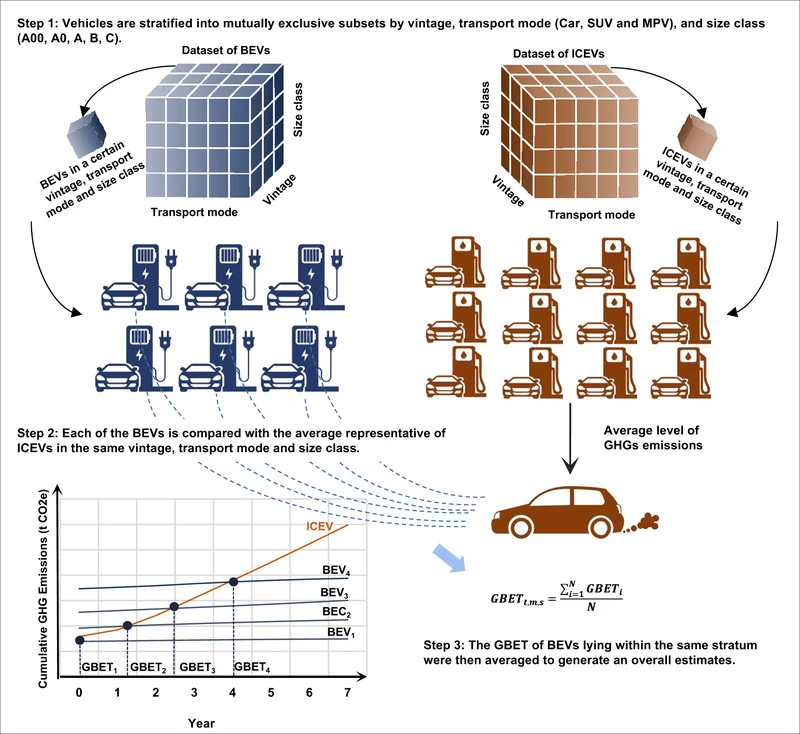 Step 1: Vehicles are stratified into mutually exclusive subsets by vintage, transport mode (Car, SUV and MPV), and size class
(A00, A0, A, B, C).
Dataset of BEVs
Dataset of ICEVs
Size class
Size class
BEVs in a certain
vintage, transport
mode and size class
ICEVs in a certain
vintage, transport
mode and size class
Vintage
Vintage
Transport mode
Transport mode
Step 2: Each of the BEVs is compared with the average representative of
ICEVs in the same vintage, transport mode and size class.
Average level of
GHGs emissions
Cumulative GHG Emissions (t CO2e)
ICEV
BEV₄
BEV₃
BEC₂
BEV₁
GBET₁
GBET₂
GBET₃
GBET₄
0 1 2 3 4 5 6 7
Year
GBET_{t,m,s} = \frac{\sum_{i=1}^{N} GBET_i}{N}
Step 3: The GBET of BEVs lying within the same stratum
were then averaged to generate an overall estimates.